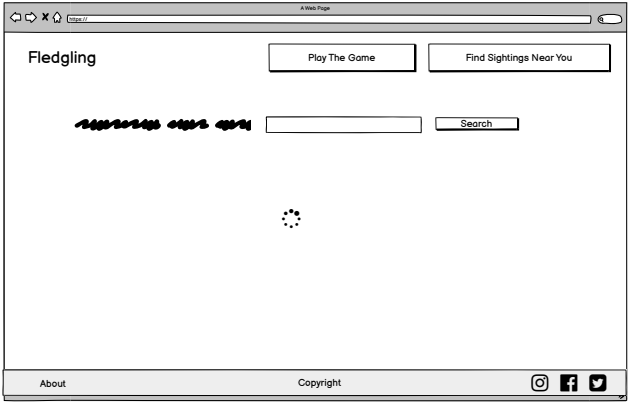 A Web Page
https://
Fledgling
Play The Game
Find Sightings Near You
Search
About
Copyright